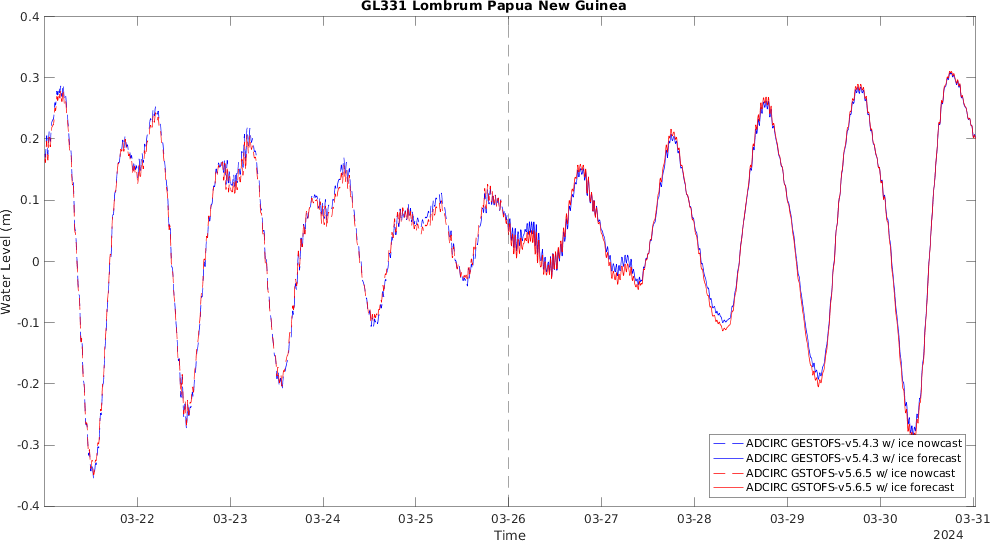 GL331 Lombrum Papua New Guinea
0.4
0.3
0.2
0.1
0
-0.1
-0.2
-0.3
-0.4
Water Level (m)
03-22
03-23
03-24
03-25
03-26
03-27
03-28
03-29
03-30
03-31
Time
2024
ADCIRC GESTOFS-v5.4.3 w/ ice nowcast
ADCIRC GESTOFS-v5.4.3 w/ ice forecast
ADCIRC GSTOFS-v5.6.5 w/ ice nowcast
ADCIRC GSTOFS-v5.6.5 w/ ice forecast